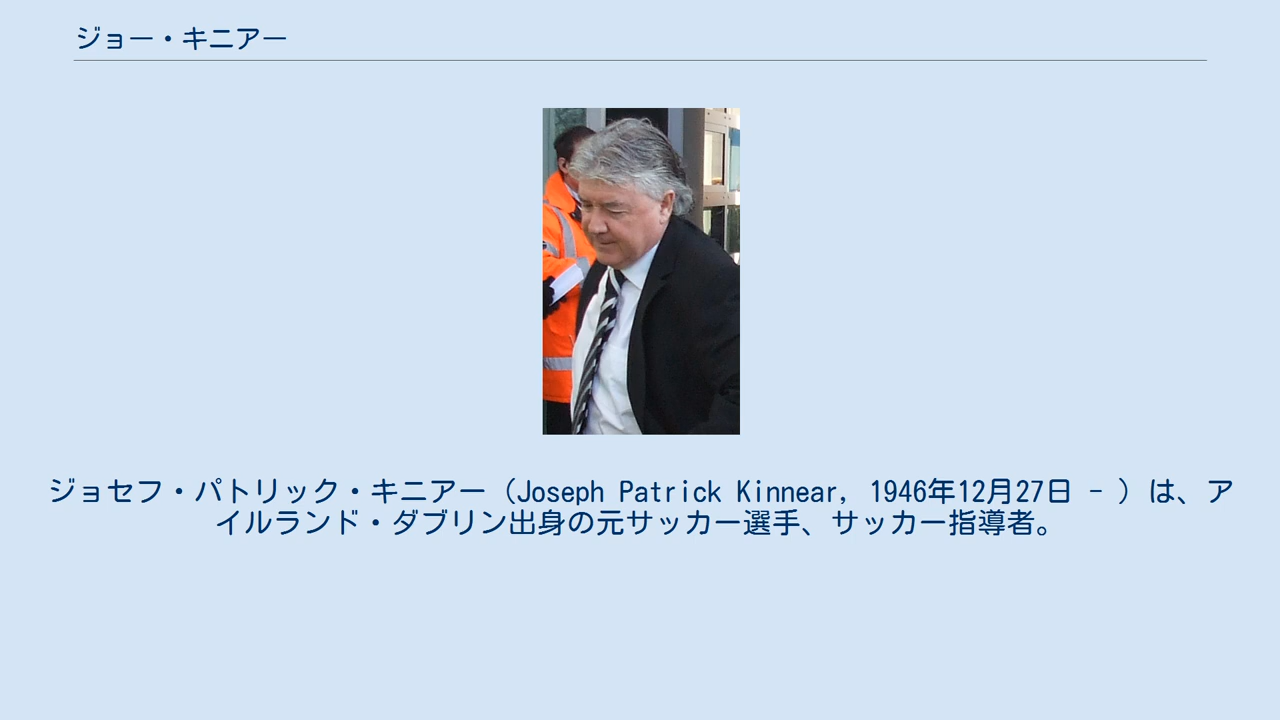 ジョー・キニアー
ジョセフ・パトリック・キニアー（Joseph Patrick Kinnear, 1946年12月27日 - ）は、ア
イルランド・ダブリン出身の元サッカー選手、サッカー指導者。